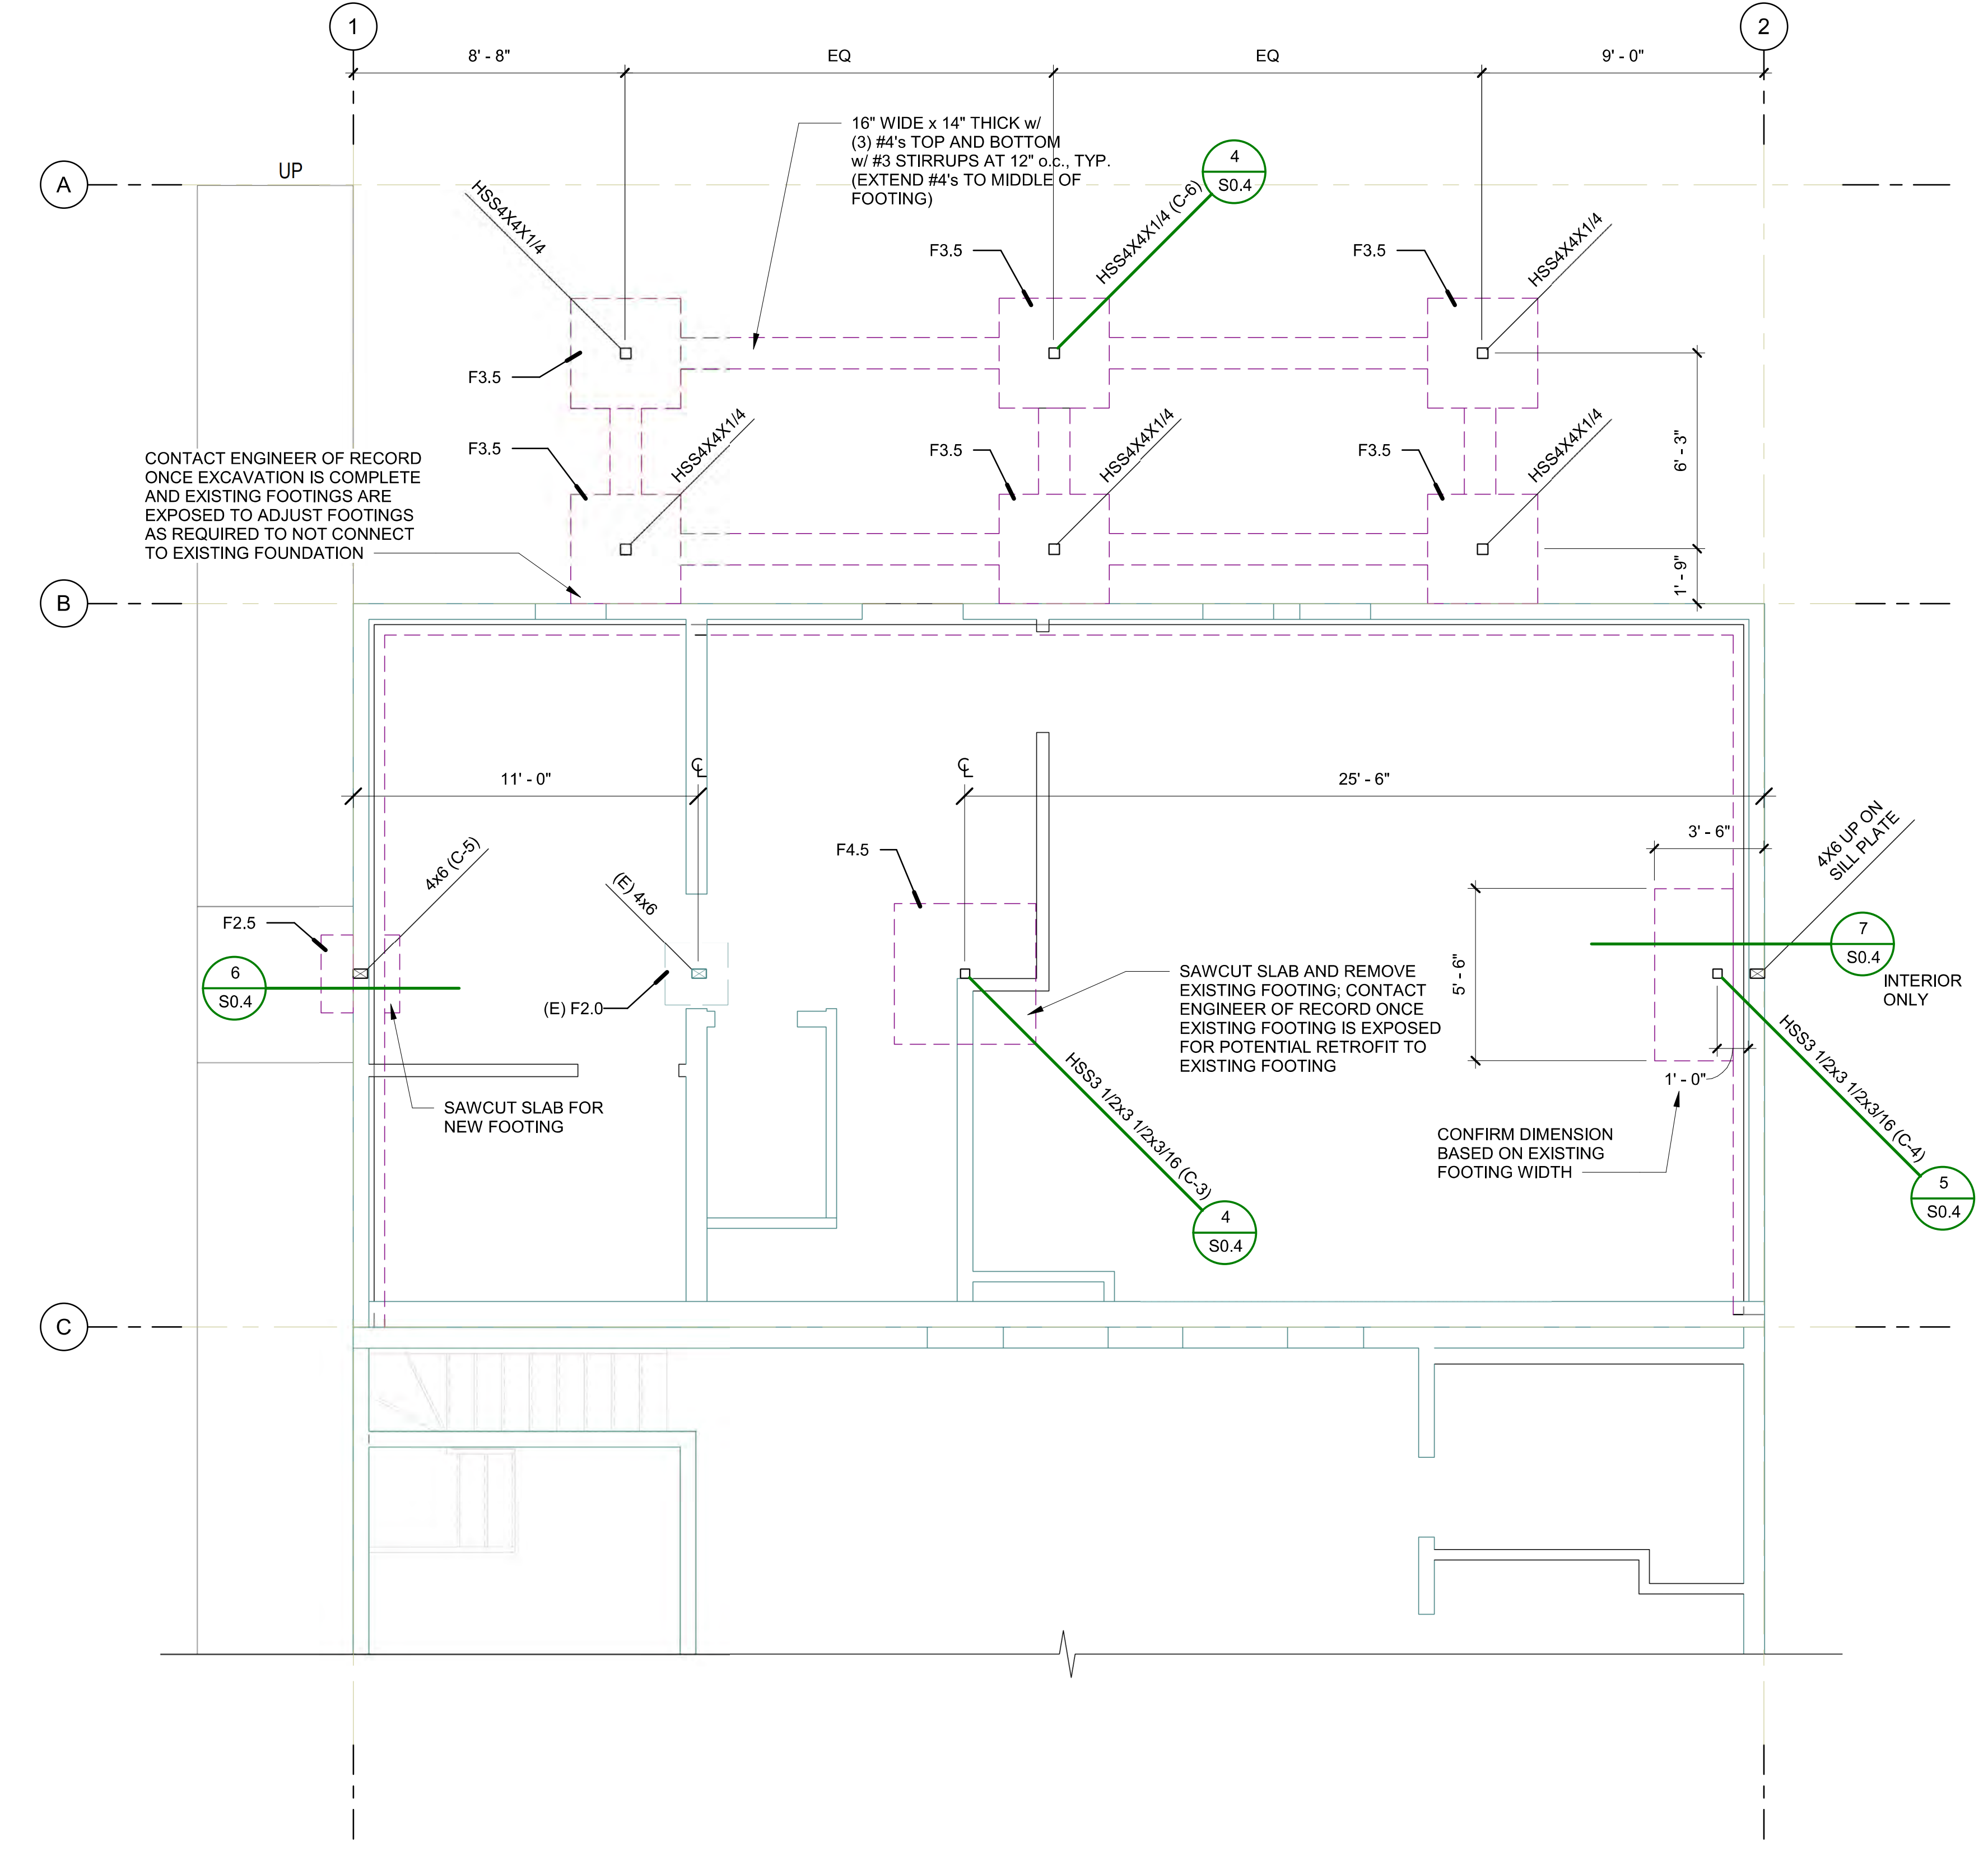 1
2
8' - 8"
EQ
EQ
9' - 0"
16" WIDE x 14" THICK w/
(3) #4's TOP AND BOTTOM
w/ #3 STIRRUPS AT 12" o.c., TYP.
(EXTEND #4's TO MIDDLE OF
FOOTING)
4
S0.4
A
UP
HSS4X4X1/4
HSS4X4X1/4 (C-6)
HSS4X4X1/4
F3.5
F3.5
F3.5
HSS4X4X1/4
HSS4X4X1/4
HSS4X4X1/4
F3.5
F3.5
F3.5
6' - 3"
CONTACT ENGINEER OF RECORD
ONCE EXCAVATION IS COMPLETE
AND EXISTING FOOTINGS ARE
EXPOSED TO ADJUST FOOTINGS
AS REQUIRED TO NOT CONNECT
TO EXISTING FOUNDATION
1' - 9"
B
11' - 0"
CL
CL
25' - 6"
3' - 6"
4X6 UP ON
SILL PLATE
4x6 (C-5)
(E) 4x6
F4.5
F2.5
6
S0.4
(E) F2.0
SAWCUT SLAB AND REMOVE
EXISTING FOOTING; CONTACT
ENGINEER OF RECORD ONCE
EXISTING FOOTING IS EXPOSED
FOR POTENTIAL RETROFIT TO
EXISTING FOOTING
5' - 6"
7
S0.4
INTERIOR
ONLY
SAWCUT SLAB FOR
NEW FOOTING
HSS3 1/2x3 1/2x3/16 (C-3)
4
S0.4
1' - 0"
CONFIRM DIMENSION
BASED ON EXISTING
FOOTING WIDTH
HSS3 1/2x3 1/2x3/16 (C-4)
5
S0.4
C